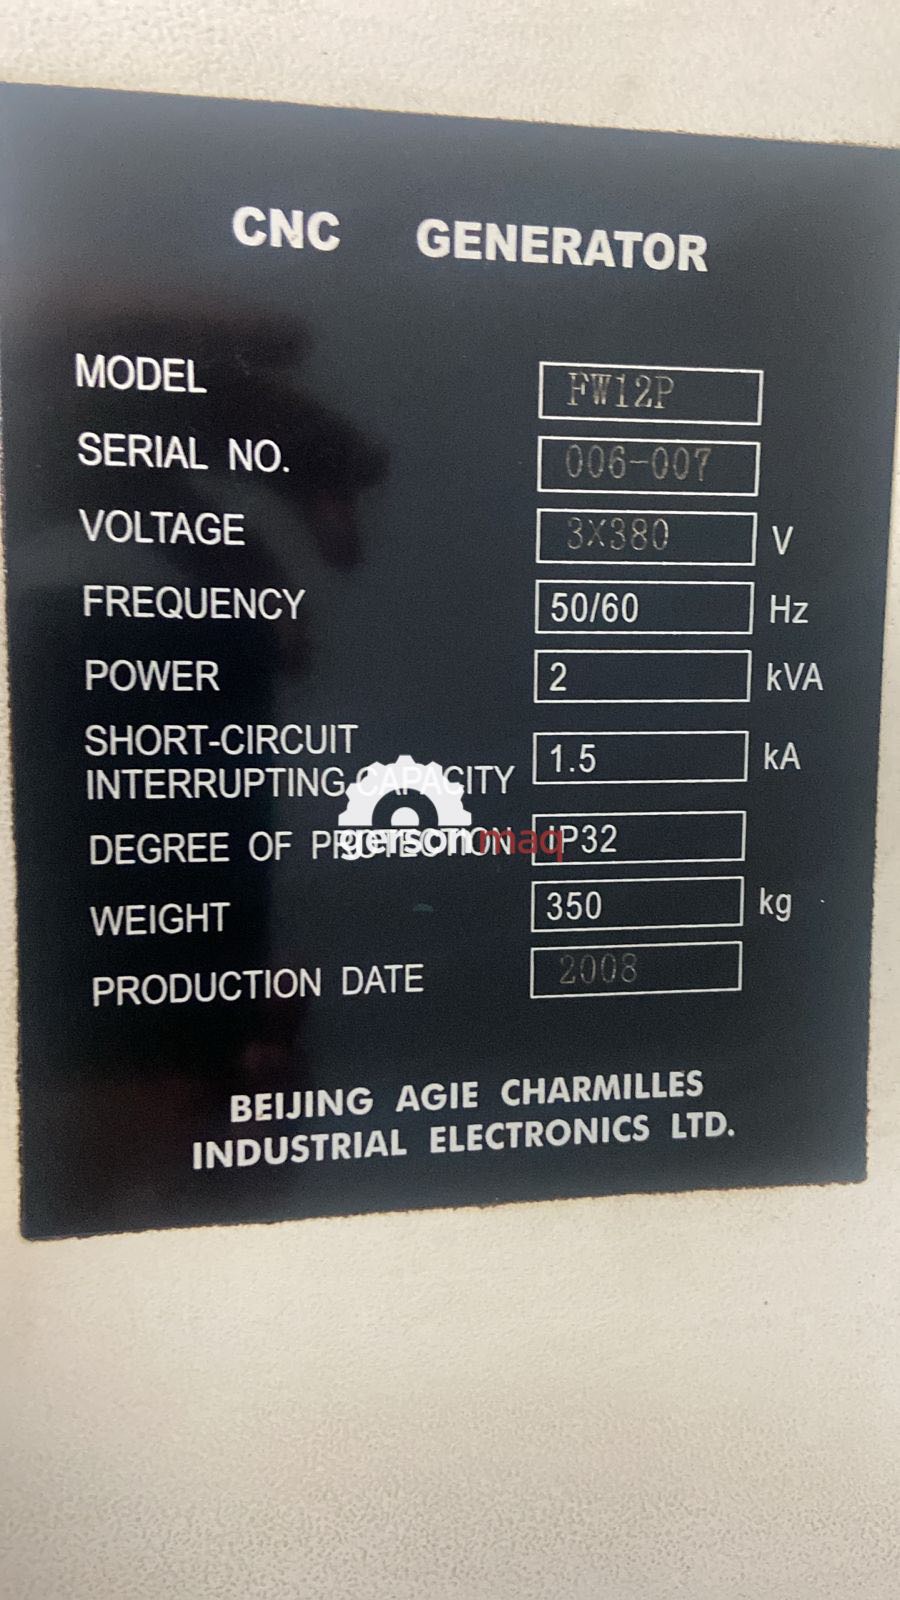 CNC GENERATOR
MODEL FW12P
SERIAL NO. 006-007
VOLTAGE 3X380 V
FREQUENCY 50/60 Hz
POWER 2 kVA
SHORT-CIRCUIT
INTERRUPTING CAPACITY 1.5 kA
DEGREE OF PROTECTION IP32
gersonmaq
WEIGHT 350 kg
PRODUCTION DATE 2008
BEIJING AGIE CHARMILLES
INDUSTRIAL ELECTRONICS LTD.